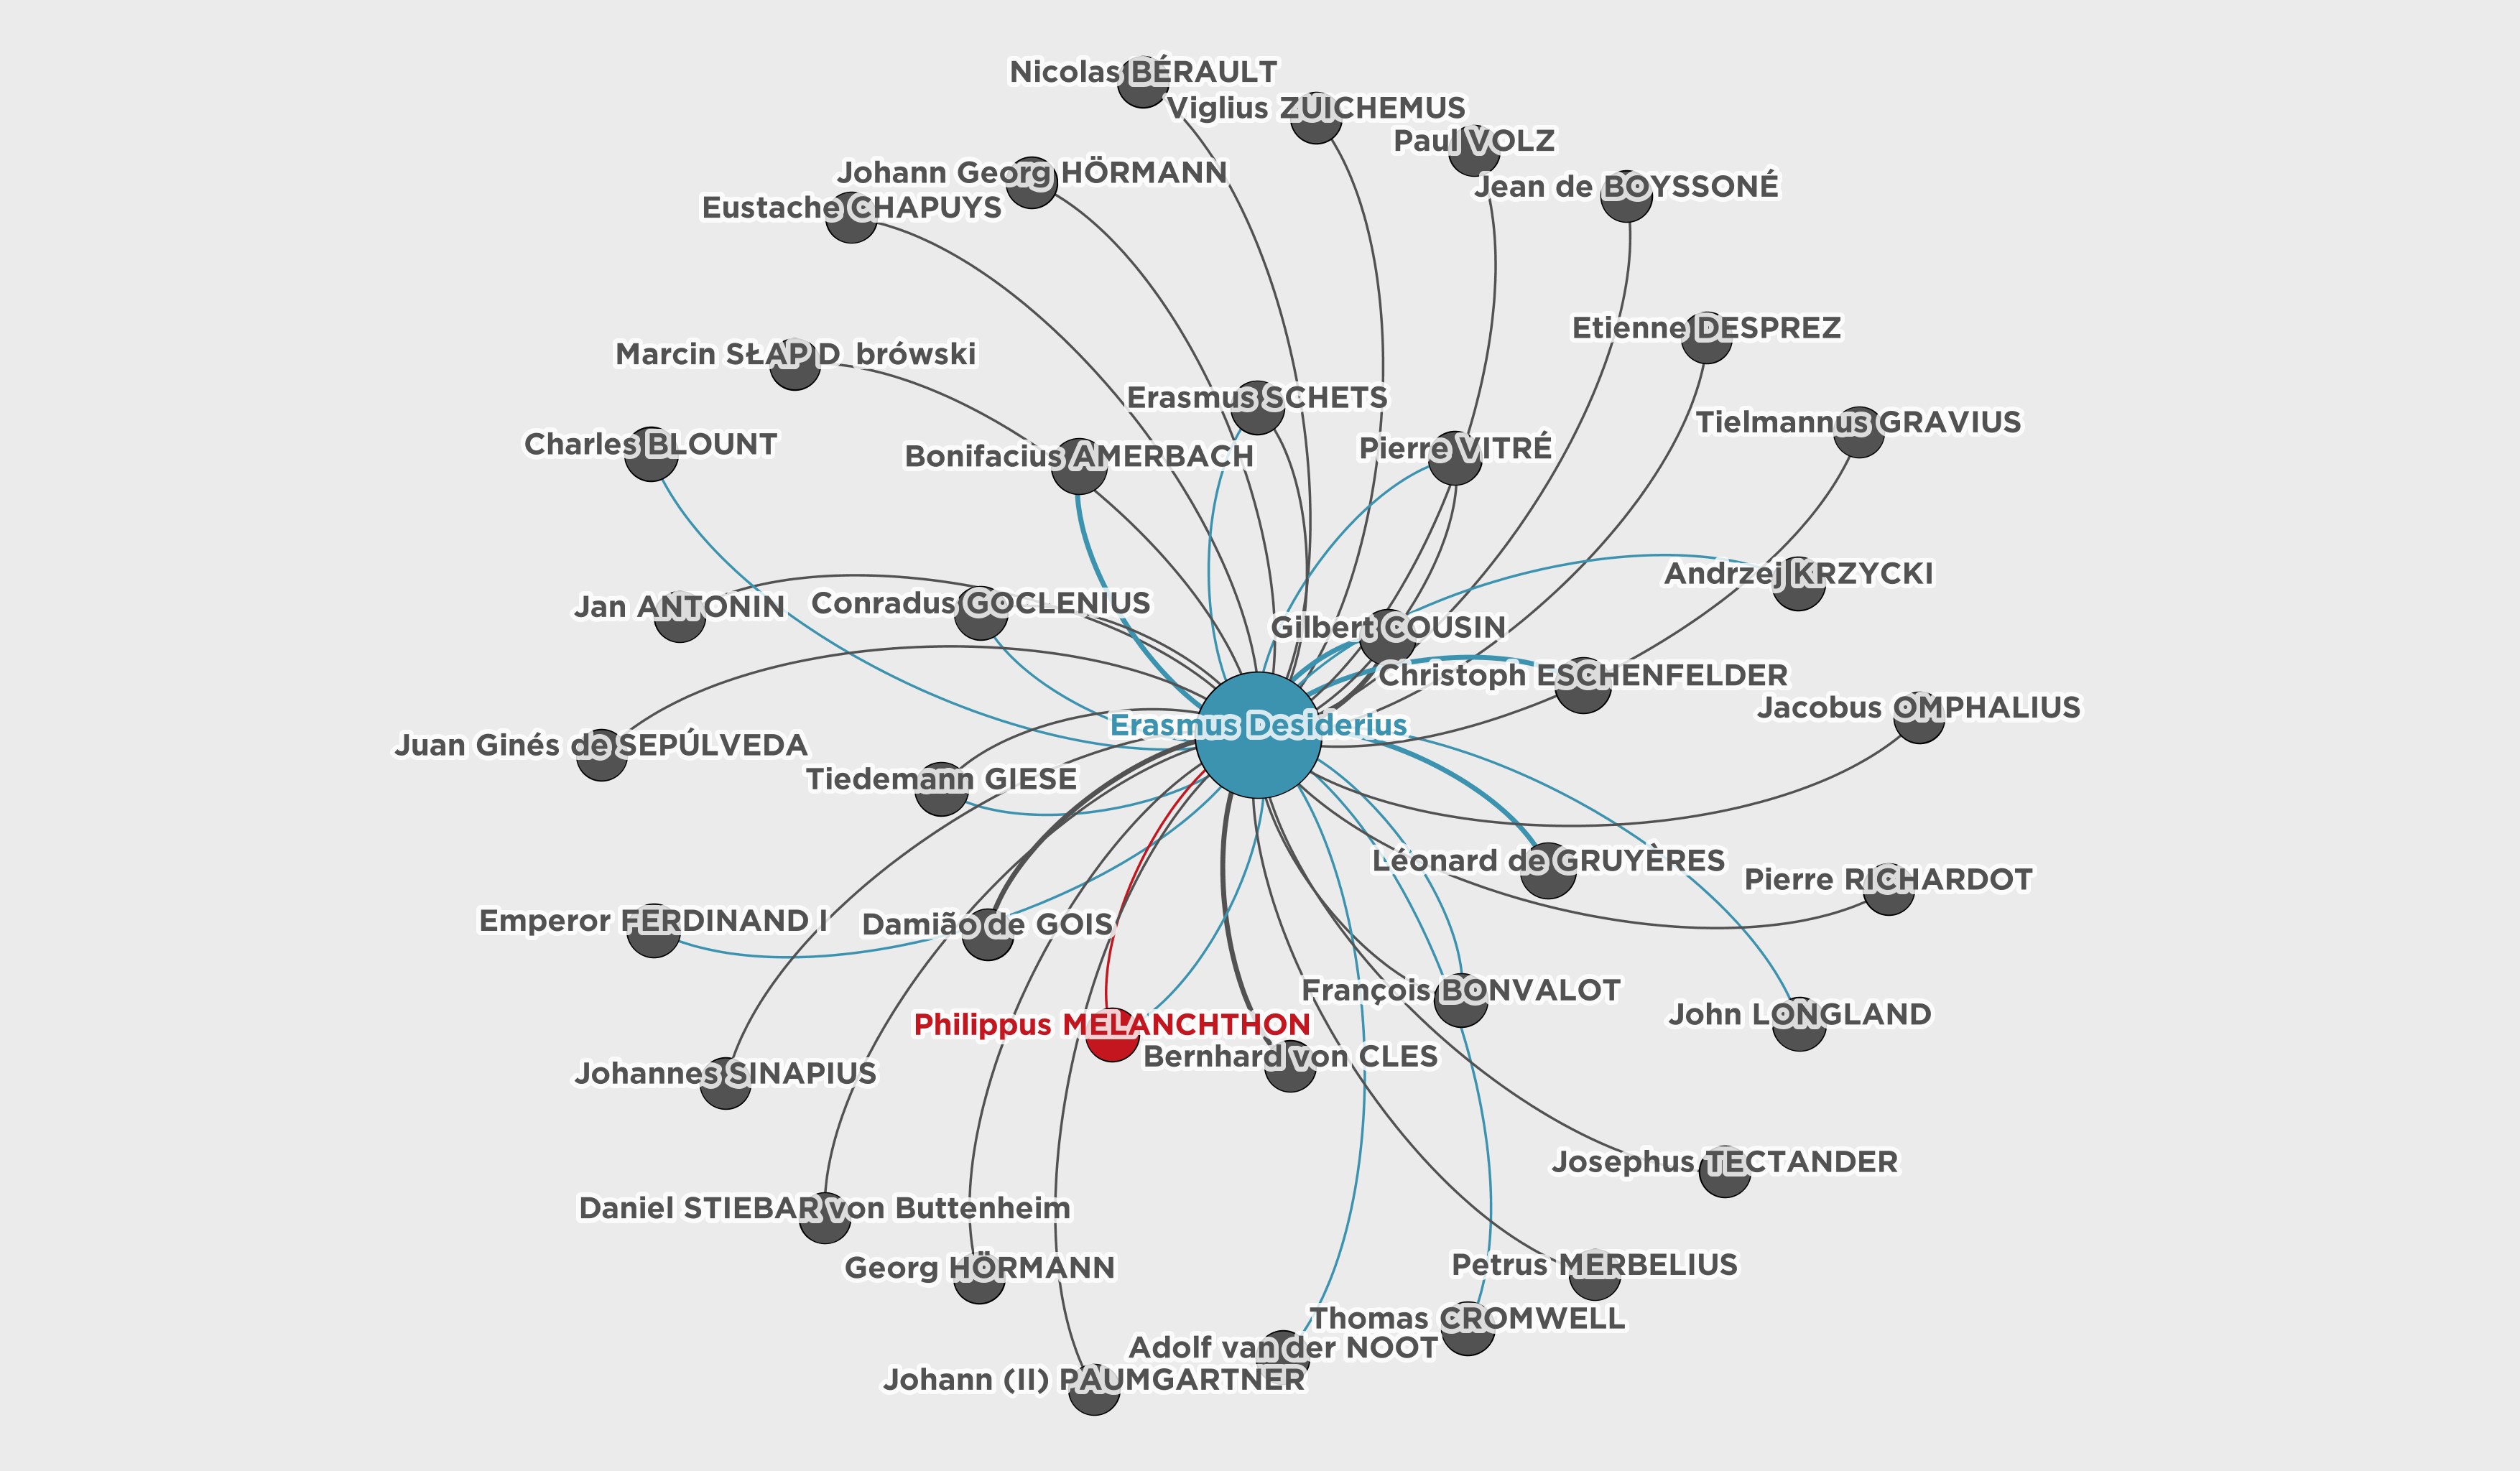 Nicolas BÉRAULT
Viglius ZUICHEMUS
Paul VOLZ
Johann Georg HÖRMANN
Jean de BOYSSONÉ
Eustache CHAPUYS
Etienne DESPREZ
Marcin SŁAP D brówski
Erasmus SCHETS
Tielmannus GRAVIUS
Charles BLOUNT
Bonifacius AMERBACH
Pierre VITRÉ
Andrzej KRZYCKI
Jan ANTONIN
Conradus GOCLENIUS
Gilbert COUSIN
Christoph ESCHENFELDER
Jacobus OMPHALIUS
Erasmus Desiderius
Juan Ginés de SEPÚLVEDA
Tiedemann GIESE
Léonard de GRUYÈRES
Pierre RICHARDOT
Emperor FERDINAND I
Damião de GOIS
François BONVALOT
John LONGLAND
Philippus MELANCHTHON
Bernhard von CLES
Johannes SINAPIUS
Josephus TECTANDER
Daniel STIEBAR von Buttenheim
Georg HÖRMANN
Petrus MERBELIUS
Thomas CROMWELL
Adolf van der NOOT
Johann (II) PAUMGARTNER